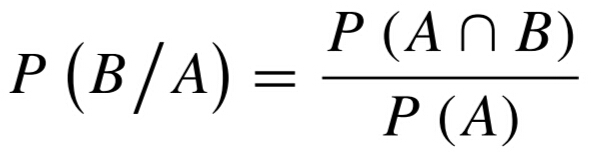 P (B/A) = P (A ∩ B) / P (A)